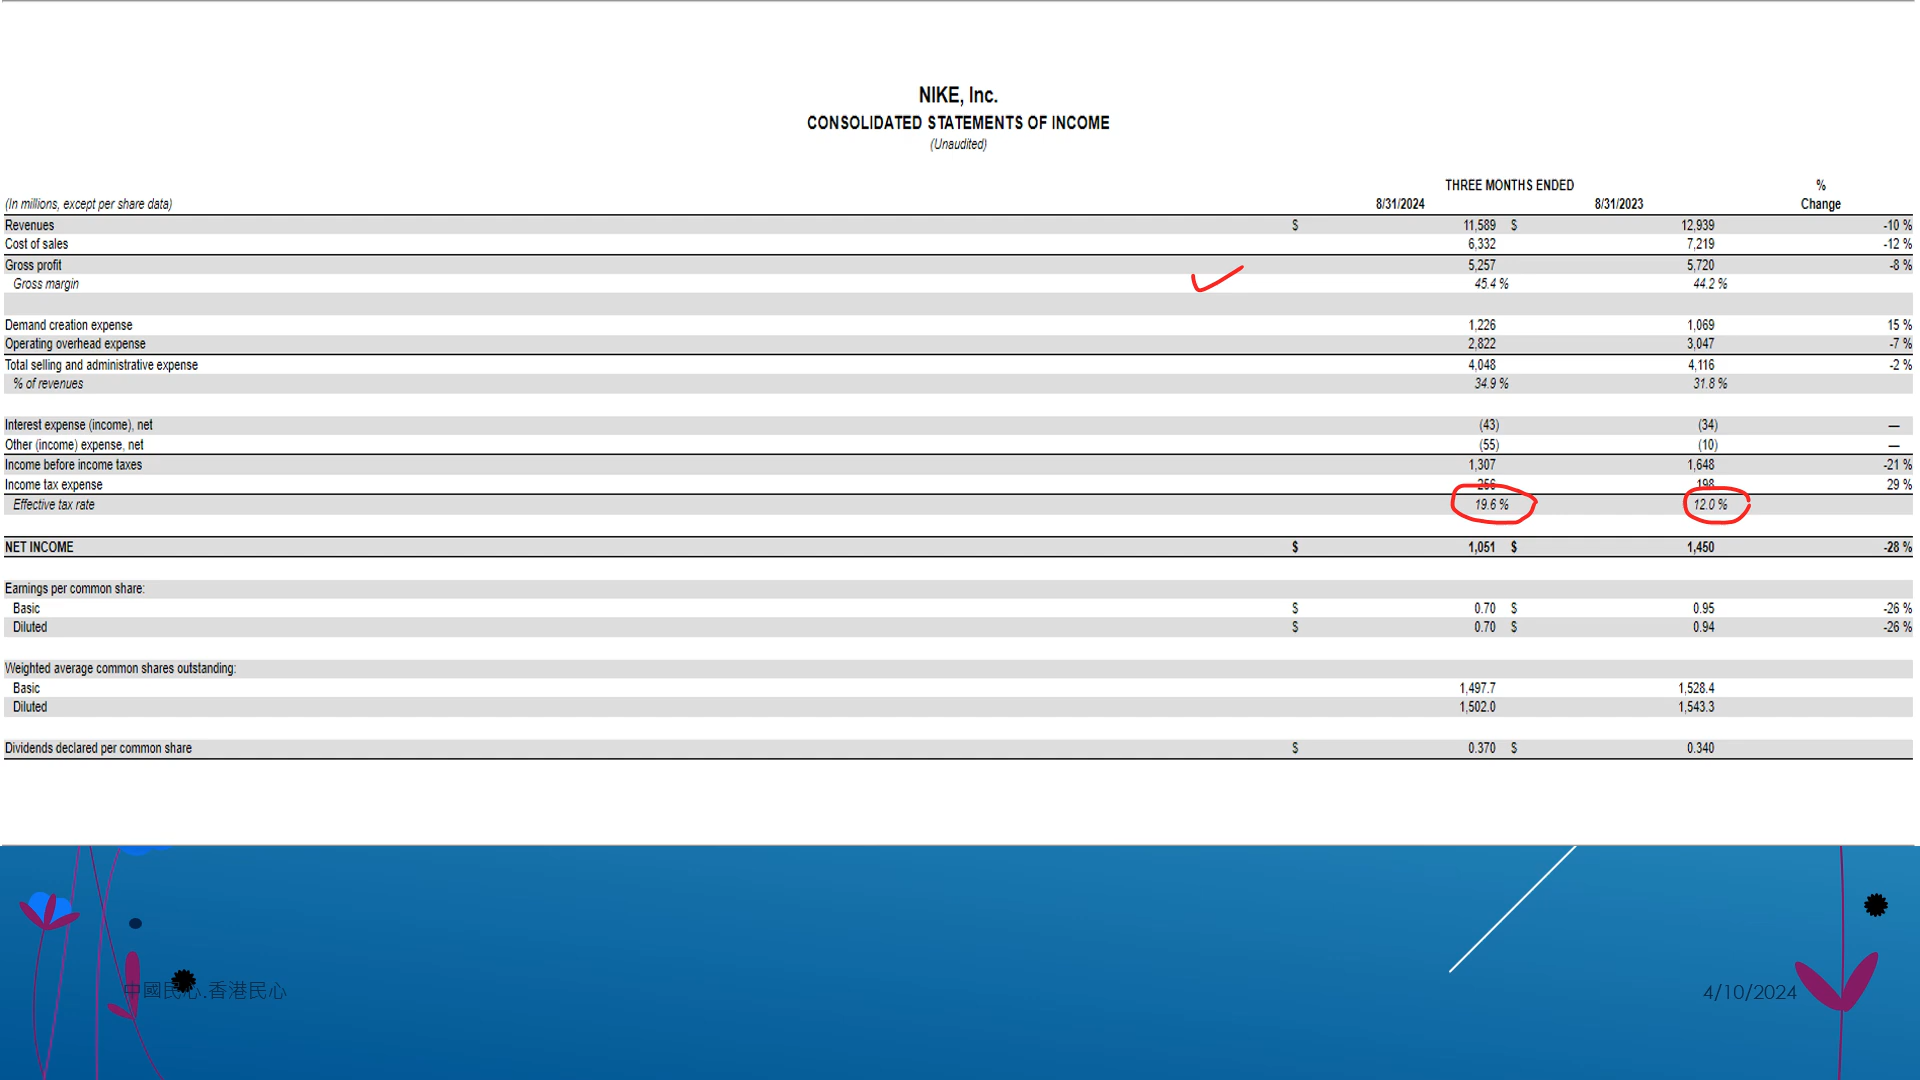 NIKE, Inc.
CONSOLIDATED STATEMENTS OF INCOME
(Unaudited)
THREE MONTHS ENDED %
(In millions, except per share data) 8/31/2024 8/31/2023 Change
Revenues $ 11,589 $ 12,939 -10 %
Cost of sales 6,332 7,219 -12 %
Gross profit 5,257 5,720 -8 %
Gross margin 45.4 % 44.2 %
Demand creation expense 1,226 1,069 15 %
Operating overhead expense 2,822 3,047 -7 %
Total selling and administrative expense 4,048 4,116 -2 %
% of revenues 34.9 % 31.8 %
Interest expense (income), net (43) (34) —
Other (income) expense, net (55) (10) —
Income before income taxes 1,307 1,648 -21 %
Income tax expense 256 198 29 %
Effective tax rate 19.6 % 12.0 %
NET INCOME $ 1,051 $ 1,450 -28 %
Earnings per common share:
Basic $ 0.70 $ 0.95 -26 %
Diluted $ 0.70 $ 0.94 -26 %
Weighted average common shares outstanding:
Basic 1,497.7 1,528.4
Diluted 1,502.0 1,543.3
Dividends declared per common share $ 0.370 $ 0.340
中國民心.香港民心 4/10/2024